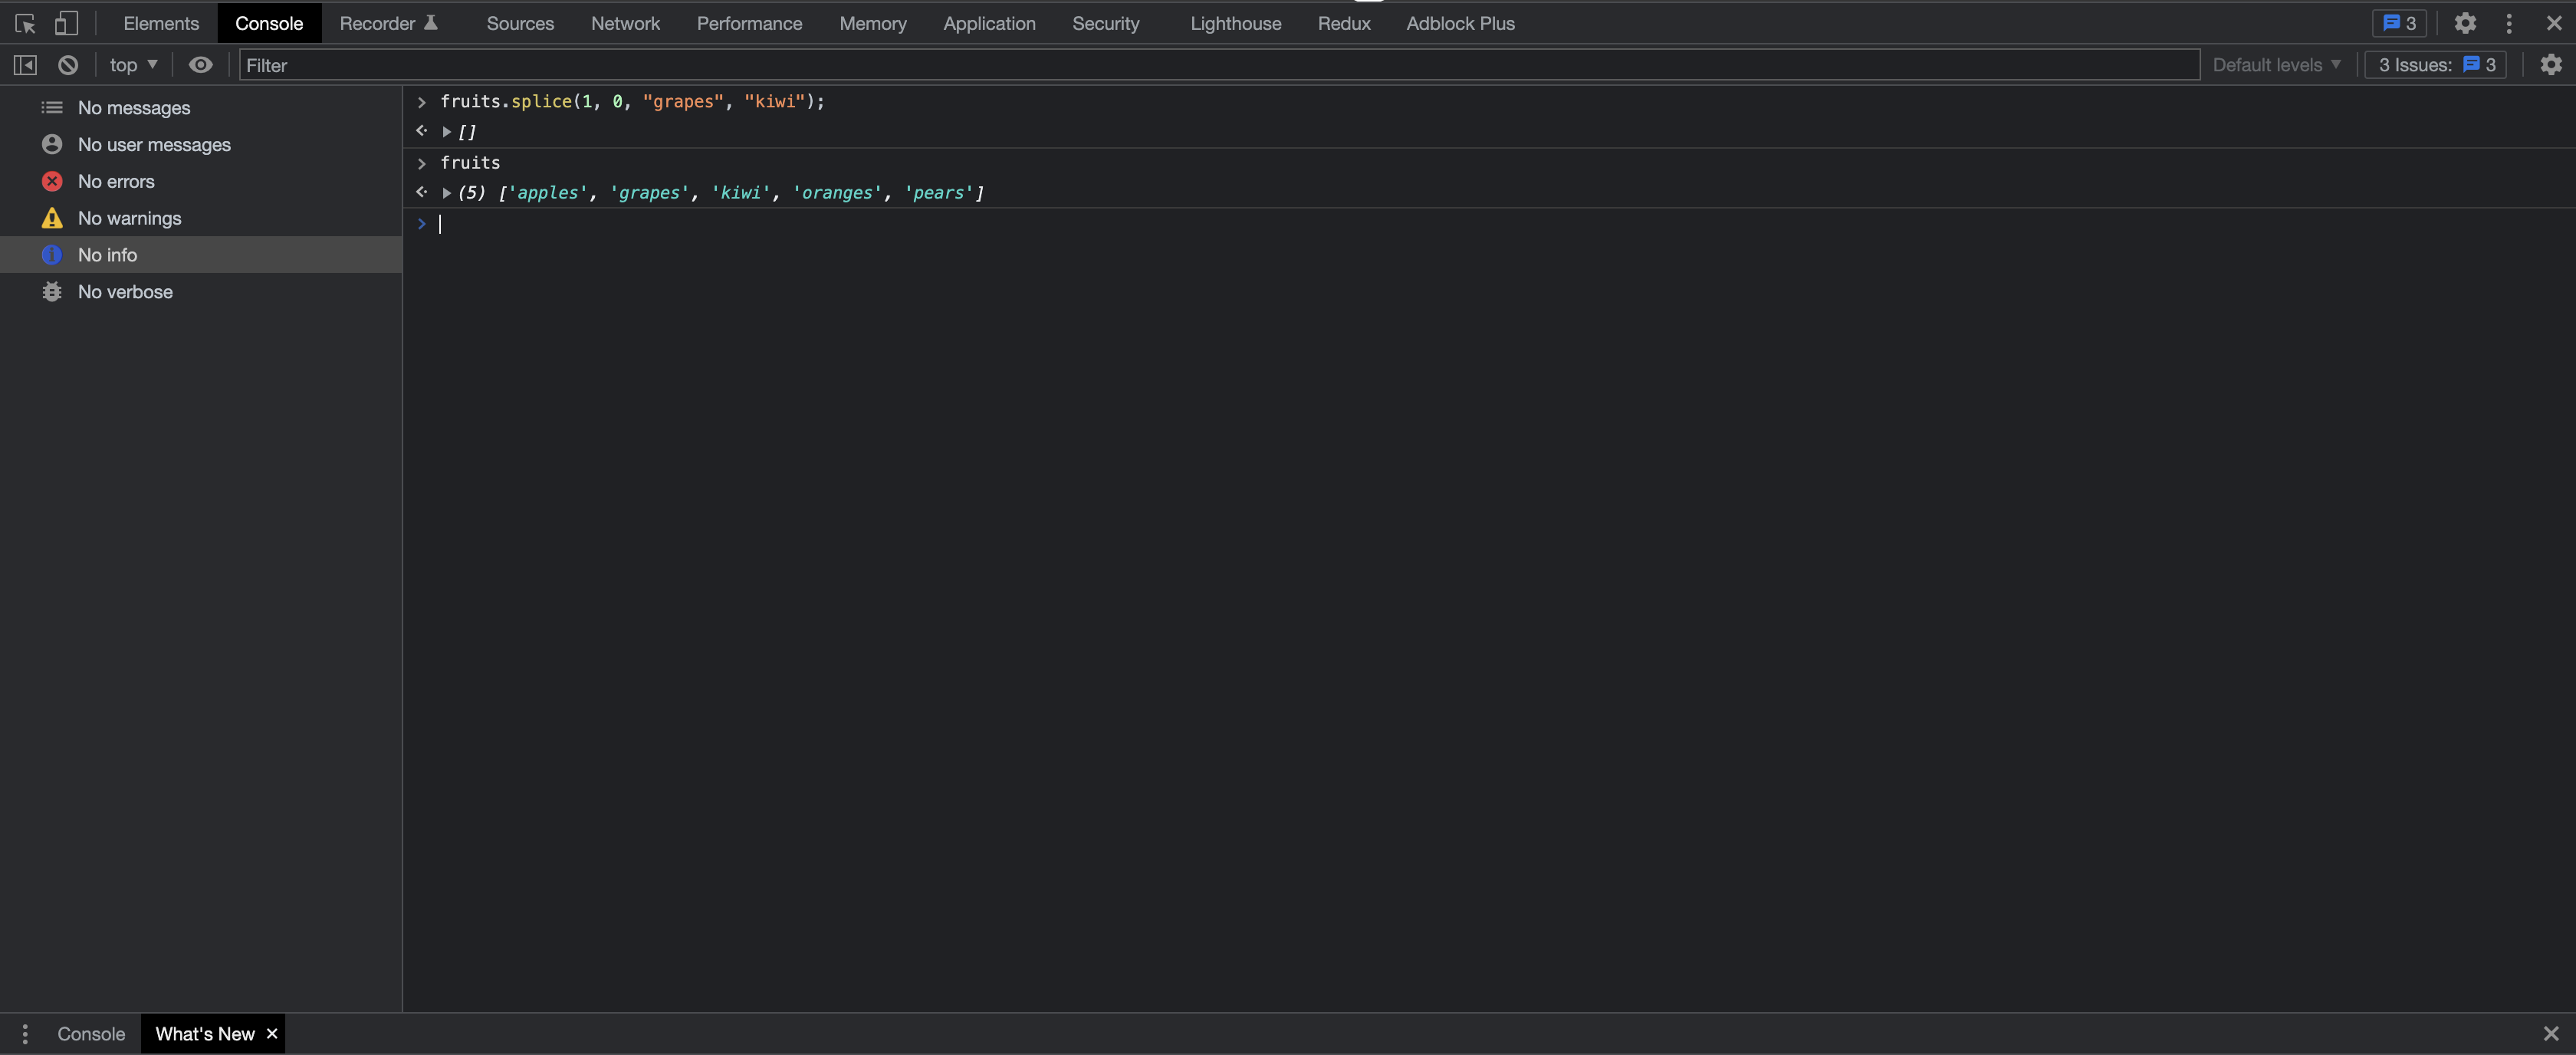 Elements Console Recorder Sources Network Performance Memory Application Security Lighthouse Redux Adblock Plus 3
top Filter Default levels 3 Issues: 3
No messages
No user messages
No errors
No warnings
No info
No verbose
fruits.splice(1, 0, "grapes", "kiwi");
[]
fruits
(5) ['apples', 'grapes', 'kiwi', 'oranges', 'pears']
Console What's New